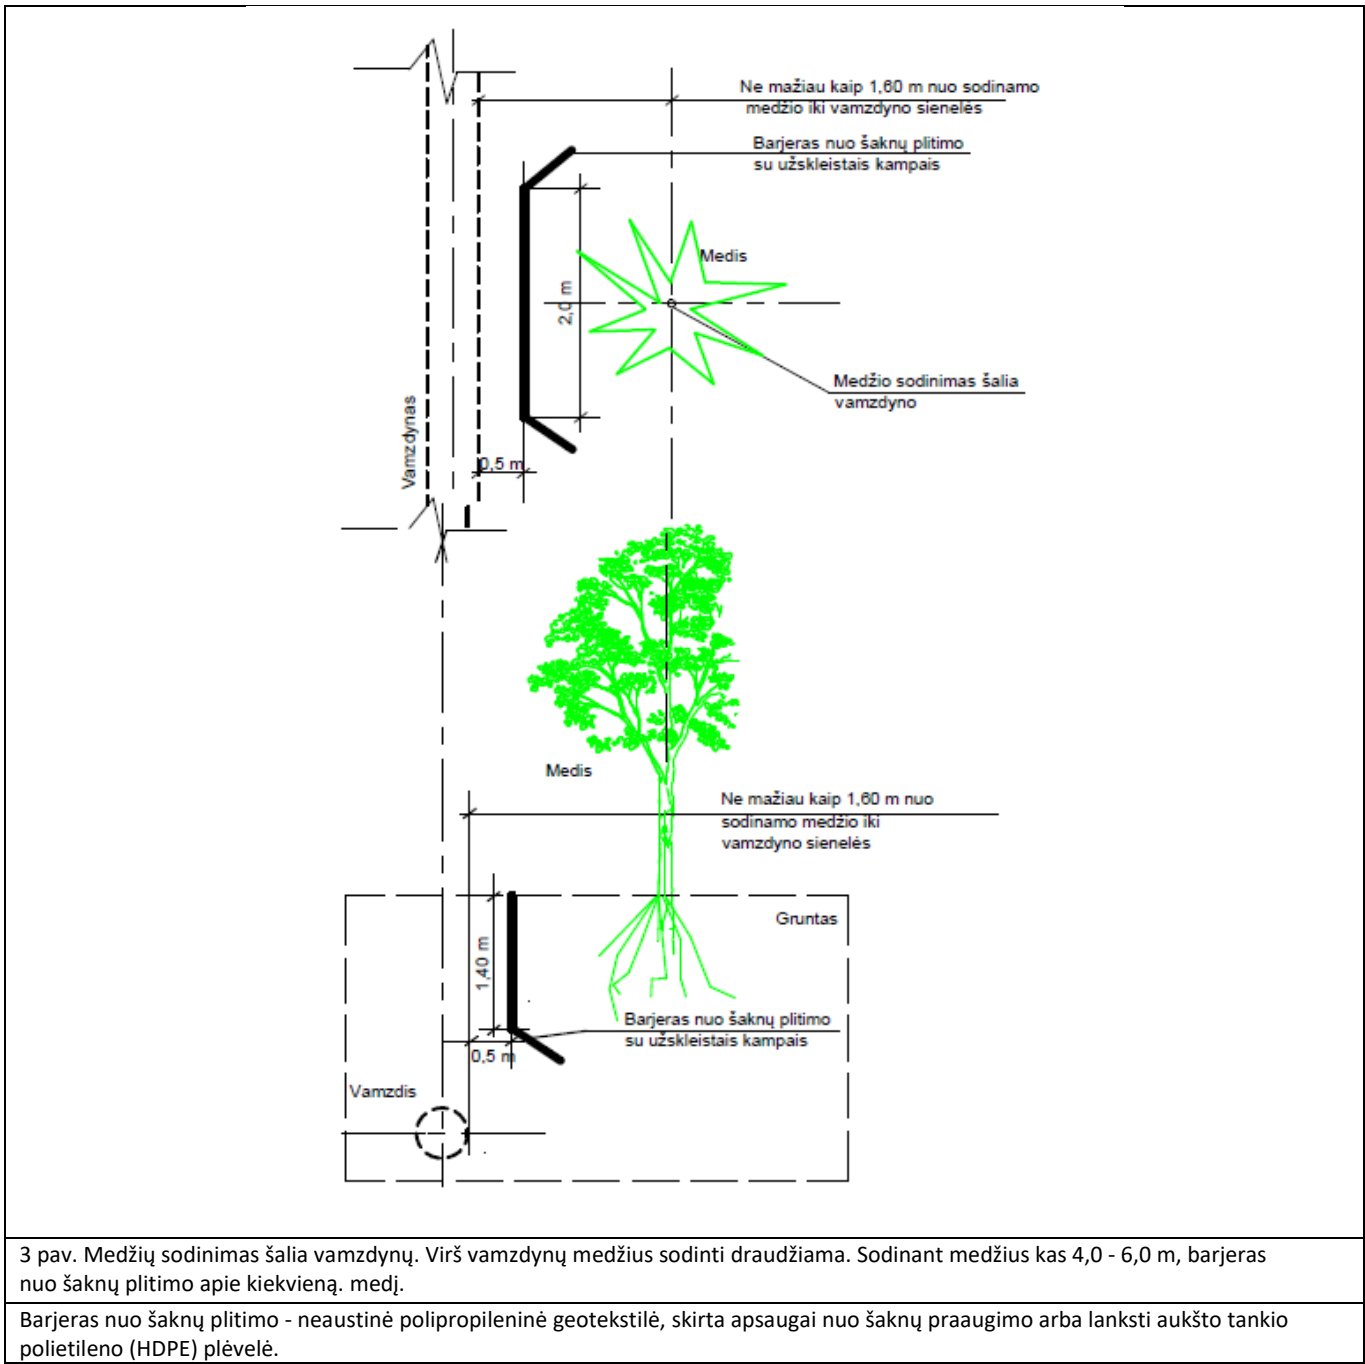 Ne mažiau kaip 1,60 m nuo sodinamo
medžio iki vamzdyno sienelės
Barjeras nuo šaknų plitimo
su užskleistais kampais
Medis
2,0 m
Medžio sodinimas šalia
vamzdyno
Vamzdynas
0,5 m
Medis
Ne mažiau kaip 1,60 m nuo
sodinamo medžio iki
vamzdyno sienelės
Gruntas
1,40 m
Barjeras nuo šaknų plitimo
su užskleistais kampais
0,5 m
Vamzdis
3 pav. Medžių sodinimas šalia vamzdynų. Virš vamzdynų medžius sodinti draudžiama. Sodinant medžius kas 4,0 - 6,0 m, barjeras
nuo šaknų plitimo apie kiekvieną. medį.
Barjeras nuo šaknų plitimo - neaustinė polipropileninė geotekstilė, skirta apsaugai nuo šaknų praaugimo arba lanksti aukšto tankio
polietileno (HDPE) plėvelė.